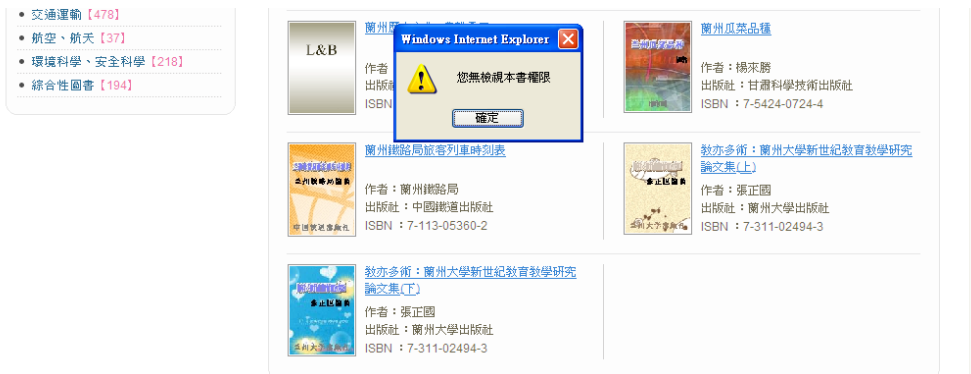 交通運輸【478】
航空、航天【37】
環境科學、安全科學【218】
綜合性圖書【194】
L&B
蘭州
作者
出版社
ISBN
Windows Internet Explorer
您無檢視本書權限
確定
蘭州瓜菜品種
作者：楊來勝
出版社：甘肅科學技術出版社
ISBN ：7-5424-0724-4
蘭州鐵路局旅客列車時刻表
作者：蘭州鐵路局
出版社：中國鐵道出版社
ISBN ：7-113-05360-2
教亦多術：蘭州大學新世紀教育教學研究
論文集(上)
作者：張正國
出版社：蘭州大學出版社
ISBN ：7-311-02494-3
教亦多術：蘭州大學新世紀教育教學研究
論文集(下)
作者：張正國
出版社：蘭州大學出版社
ISBN ：7-311-02494-3